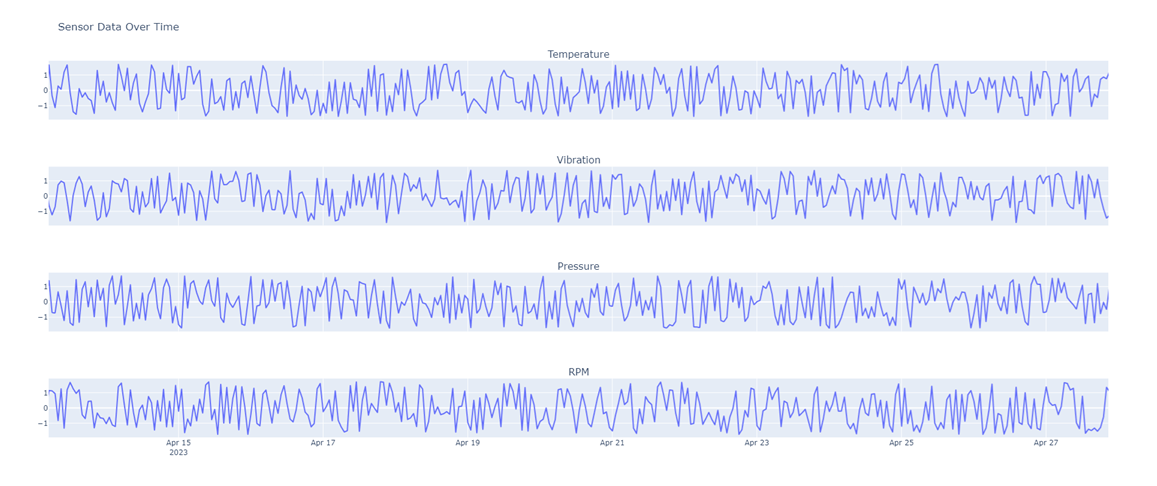 Sensor Data Over Time
Temperature
1
0
−1
Vibration
1
0
−1
Pressure
1
0
−1
RPM
1
0
−1
Apr 15 Apr 17 Apr 19 Apr 21 Apr 23 Apr 25 Apr 27
2023